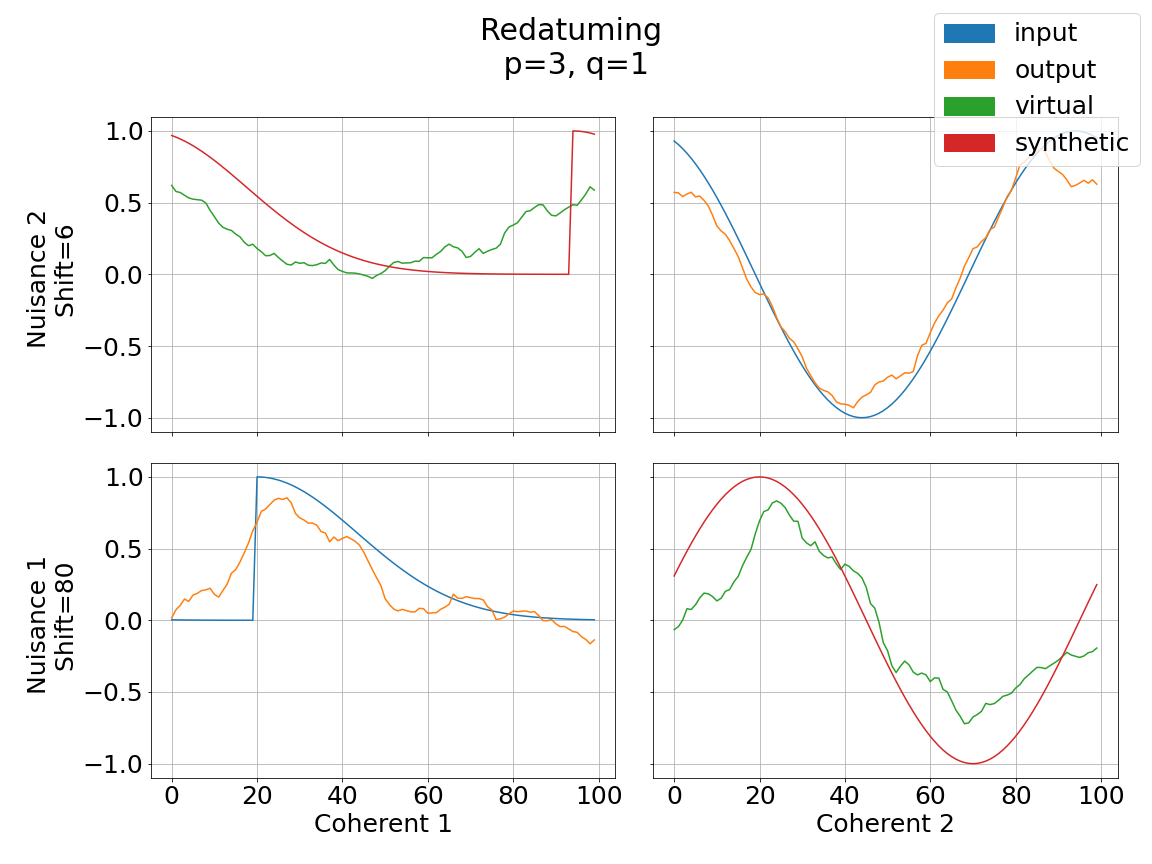 Redatuming
p=3, q=1
input
output
virtual
synthetic
Nuisance 2
Shift=6
1.0
0.5
0.0
−0.5
−1.0
Nuisance 1
Shift=80
1.0
0.5
0.0
−0.5
−1.0
0 20 40 60 80 100
Coherent 1
0 20 40 60 80 100
Coherent 2